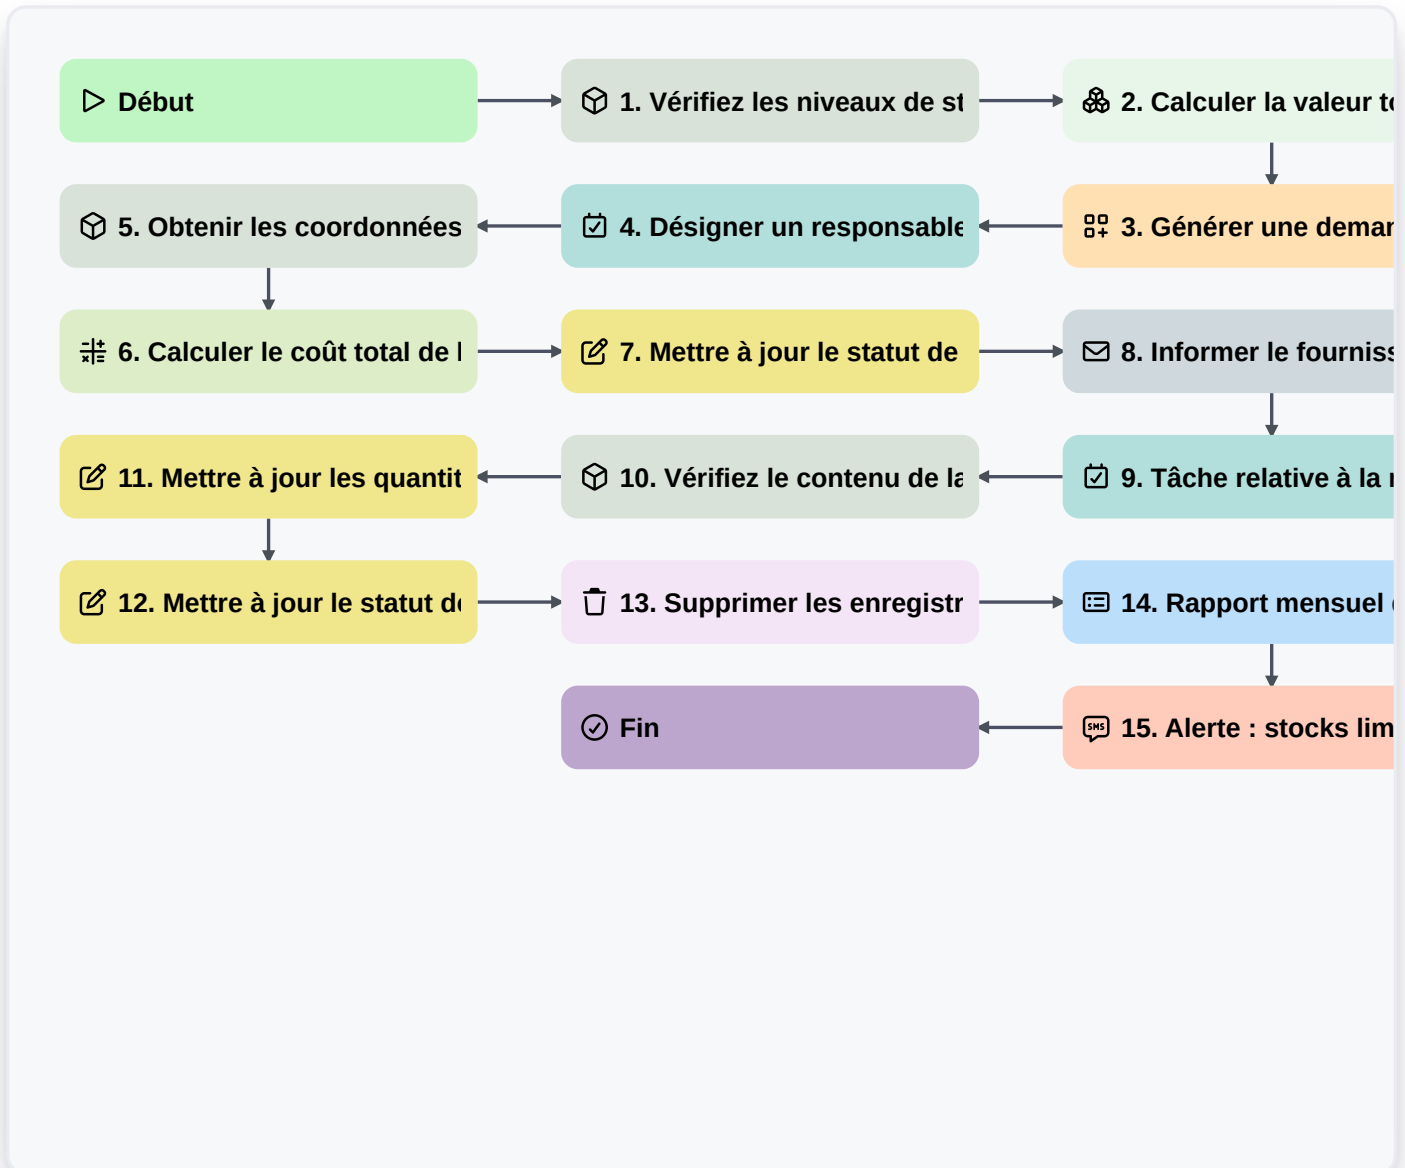 Début
1. Vérifiez les niveaux de st
2. Calculer la valeur to
5. Obtenir les coordonnées
4. Désigner un responsable
3. Générer une deman
6. Calculer le coût total de l
7. Mettre à jour le statut de
8. Informer le fourniss
11. Mettre à jour les quantit
10. Vérifiez le contenu de la
9. Tâche relative à la
12. Mettre à jour le statut de
13. Supprimer les enregistr
14. Rapport mensuel
Fin
SMS
15. Alerte : stocks lim